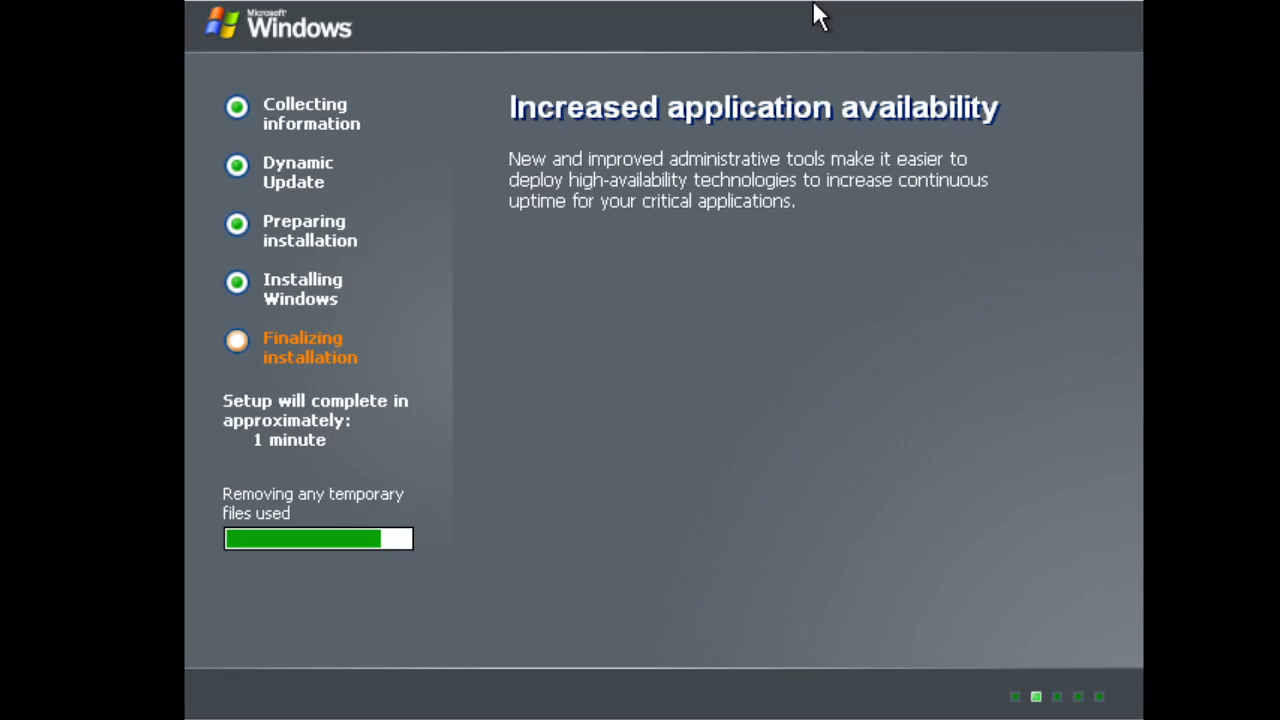 Microsoft
Windows
Collecting
information
Dynamic
Update
Preparing
installation
Installing
Windows
Finalizing
installation
Setup will complete in
approximately:
1 minute
Removing any temporary
files used
Increased application availability
New and improved administrative tools make it easier to
deploy high-availability technologies to increase continuous
uptime for your critical applications.